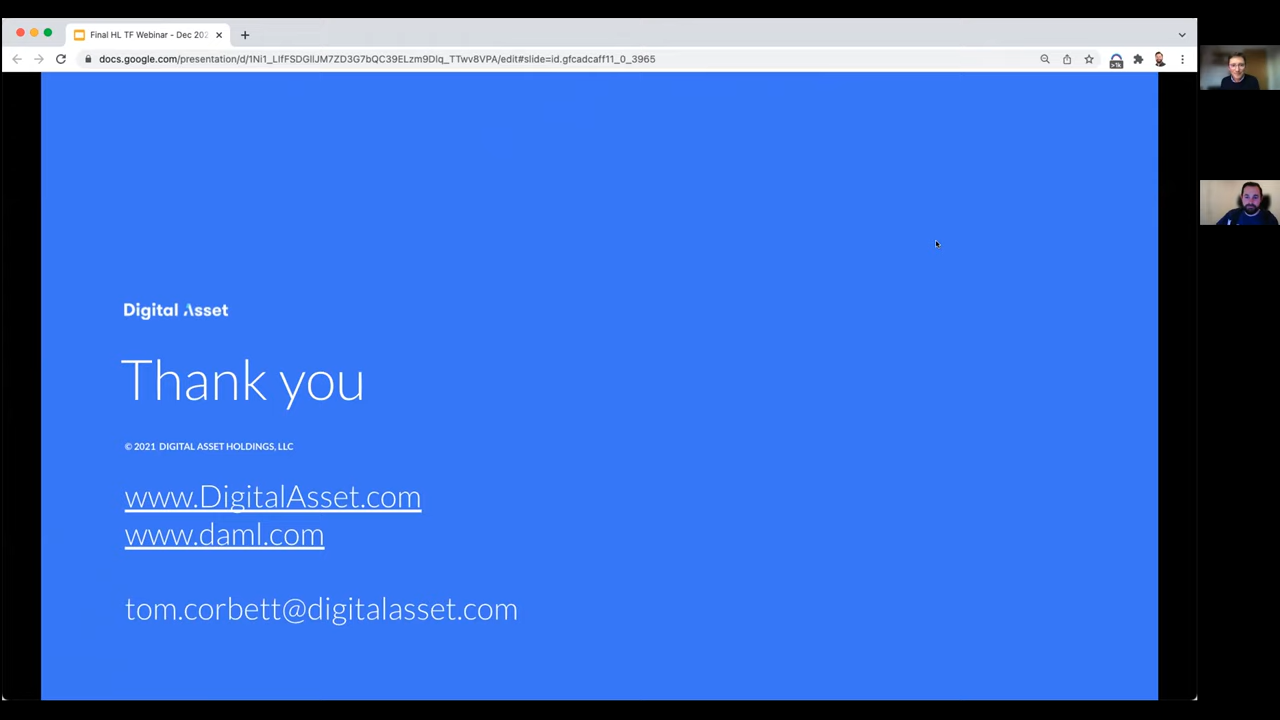 Final HL TF Webinar - Dec 202
docs.google.com/presentation/d/1Ni1_LIfFSDGlIJM7ZD3G7bQC39ELzm9Dlq_TTwv8VPA/edit#slide=id.gfcadcaff11_0_3965
Digital Asset
Thank you
© 2021 DIGITAL ASSET HOLDINGS, LLC
www.DigitalAsset.com
www.daml.com
tom.corbett@digitalasset.com